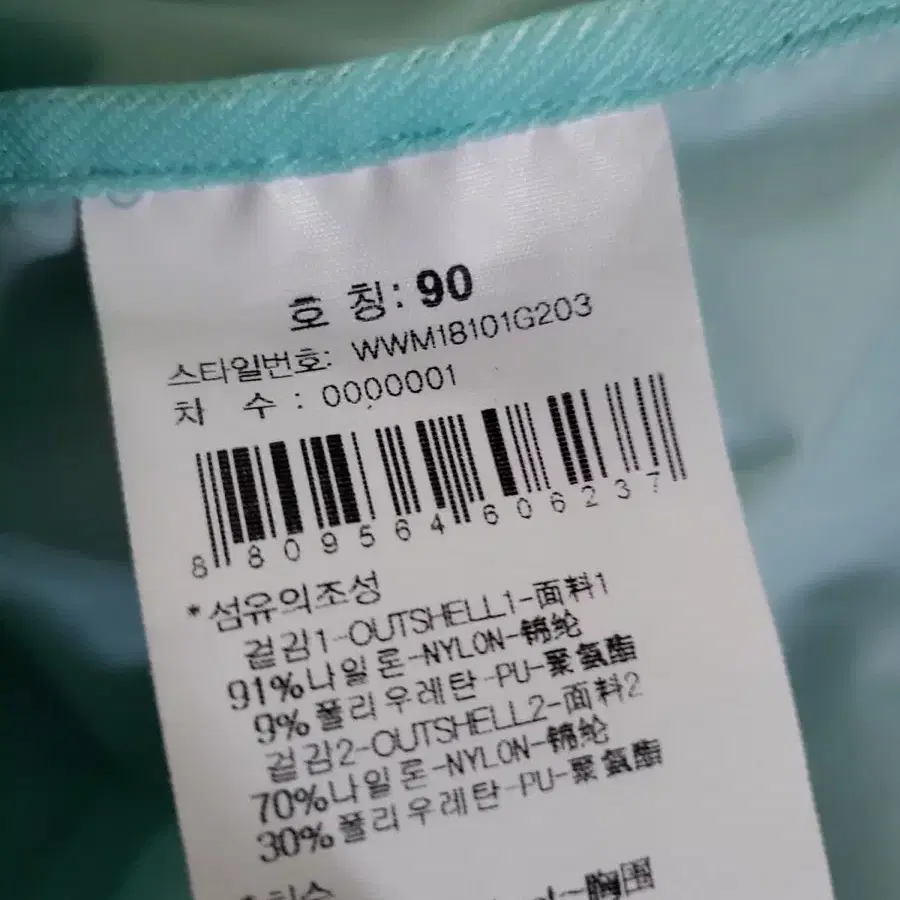 호 칭: 90
스타일번호: WWM18101G203
차 수 : 0000001
8 809564 606237
*섬유의조성
겉감1-OUTSHELL1-面料1
91%나일론-NYLON-锦纶
9%폴리우레탄-PU-聚氨酯
겉감2-OUTSHELL2-面料2
70%나일론-NYLON-锦纶
30%폴리우레탄-PU-聚氨酯
胸围